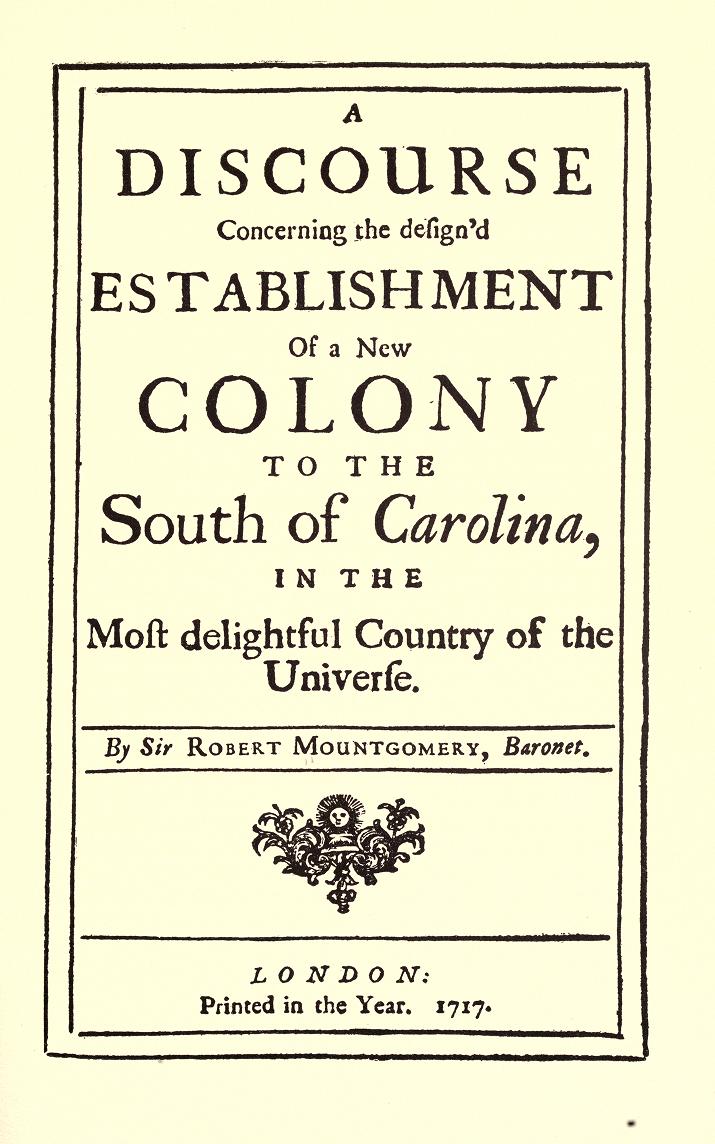 A
DISCOURSE
Concerning the deſign'd
ESTABLISHMENT
Of a New
COLONY
TO THE
South of Carolina,
IN THE
Moſt delightful Country of the
Univerſe.
By Sir ROBERT MOUNTGOMERY, Baronet.
LONDON:
Printed in the Year. 1717.